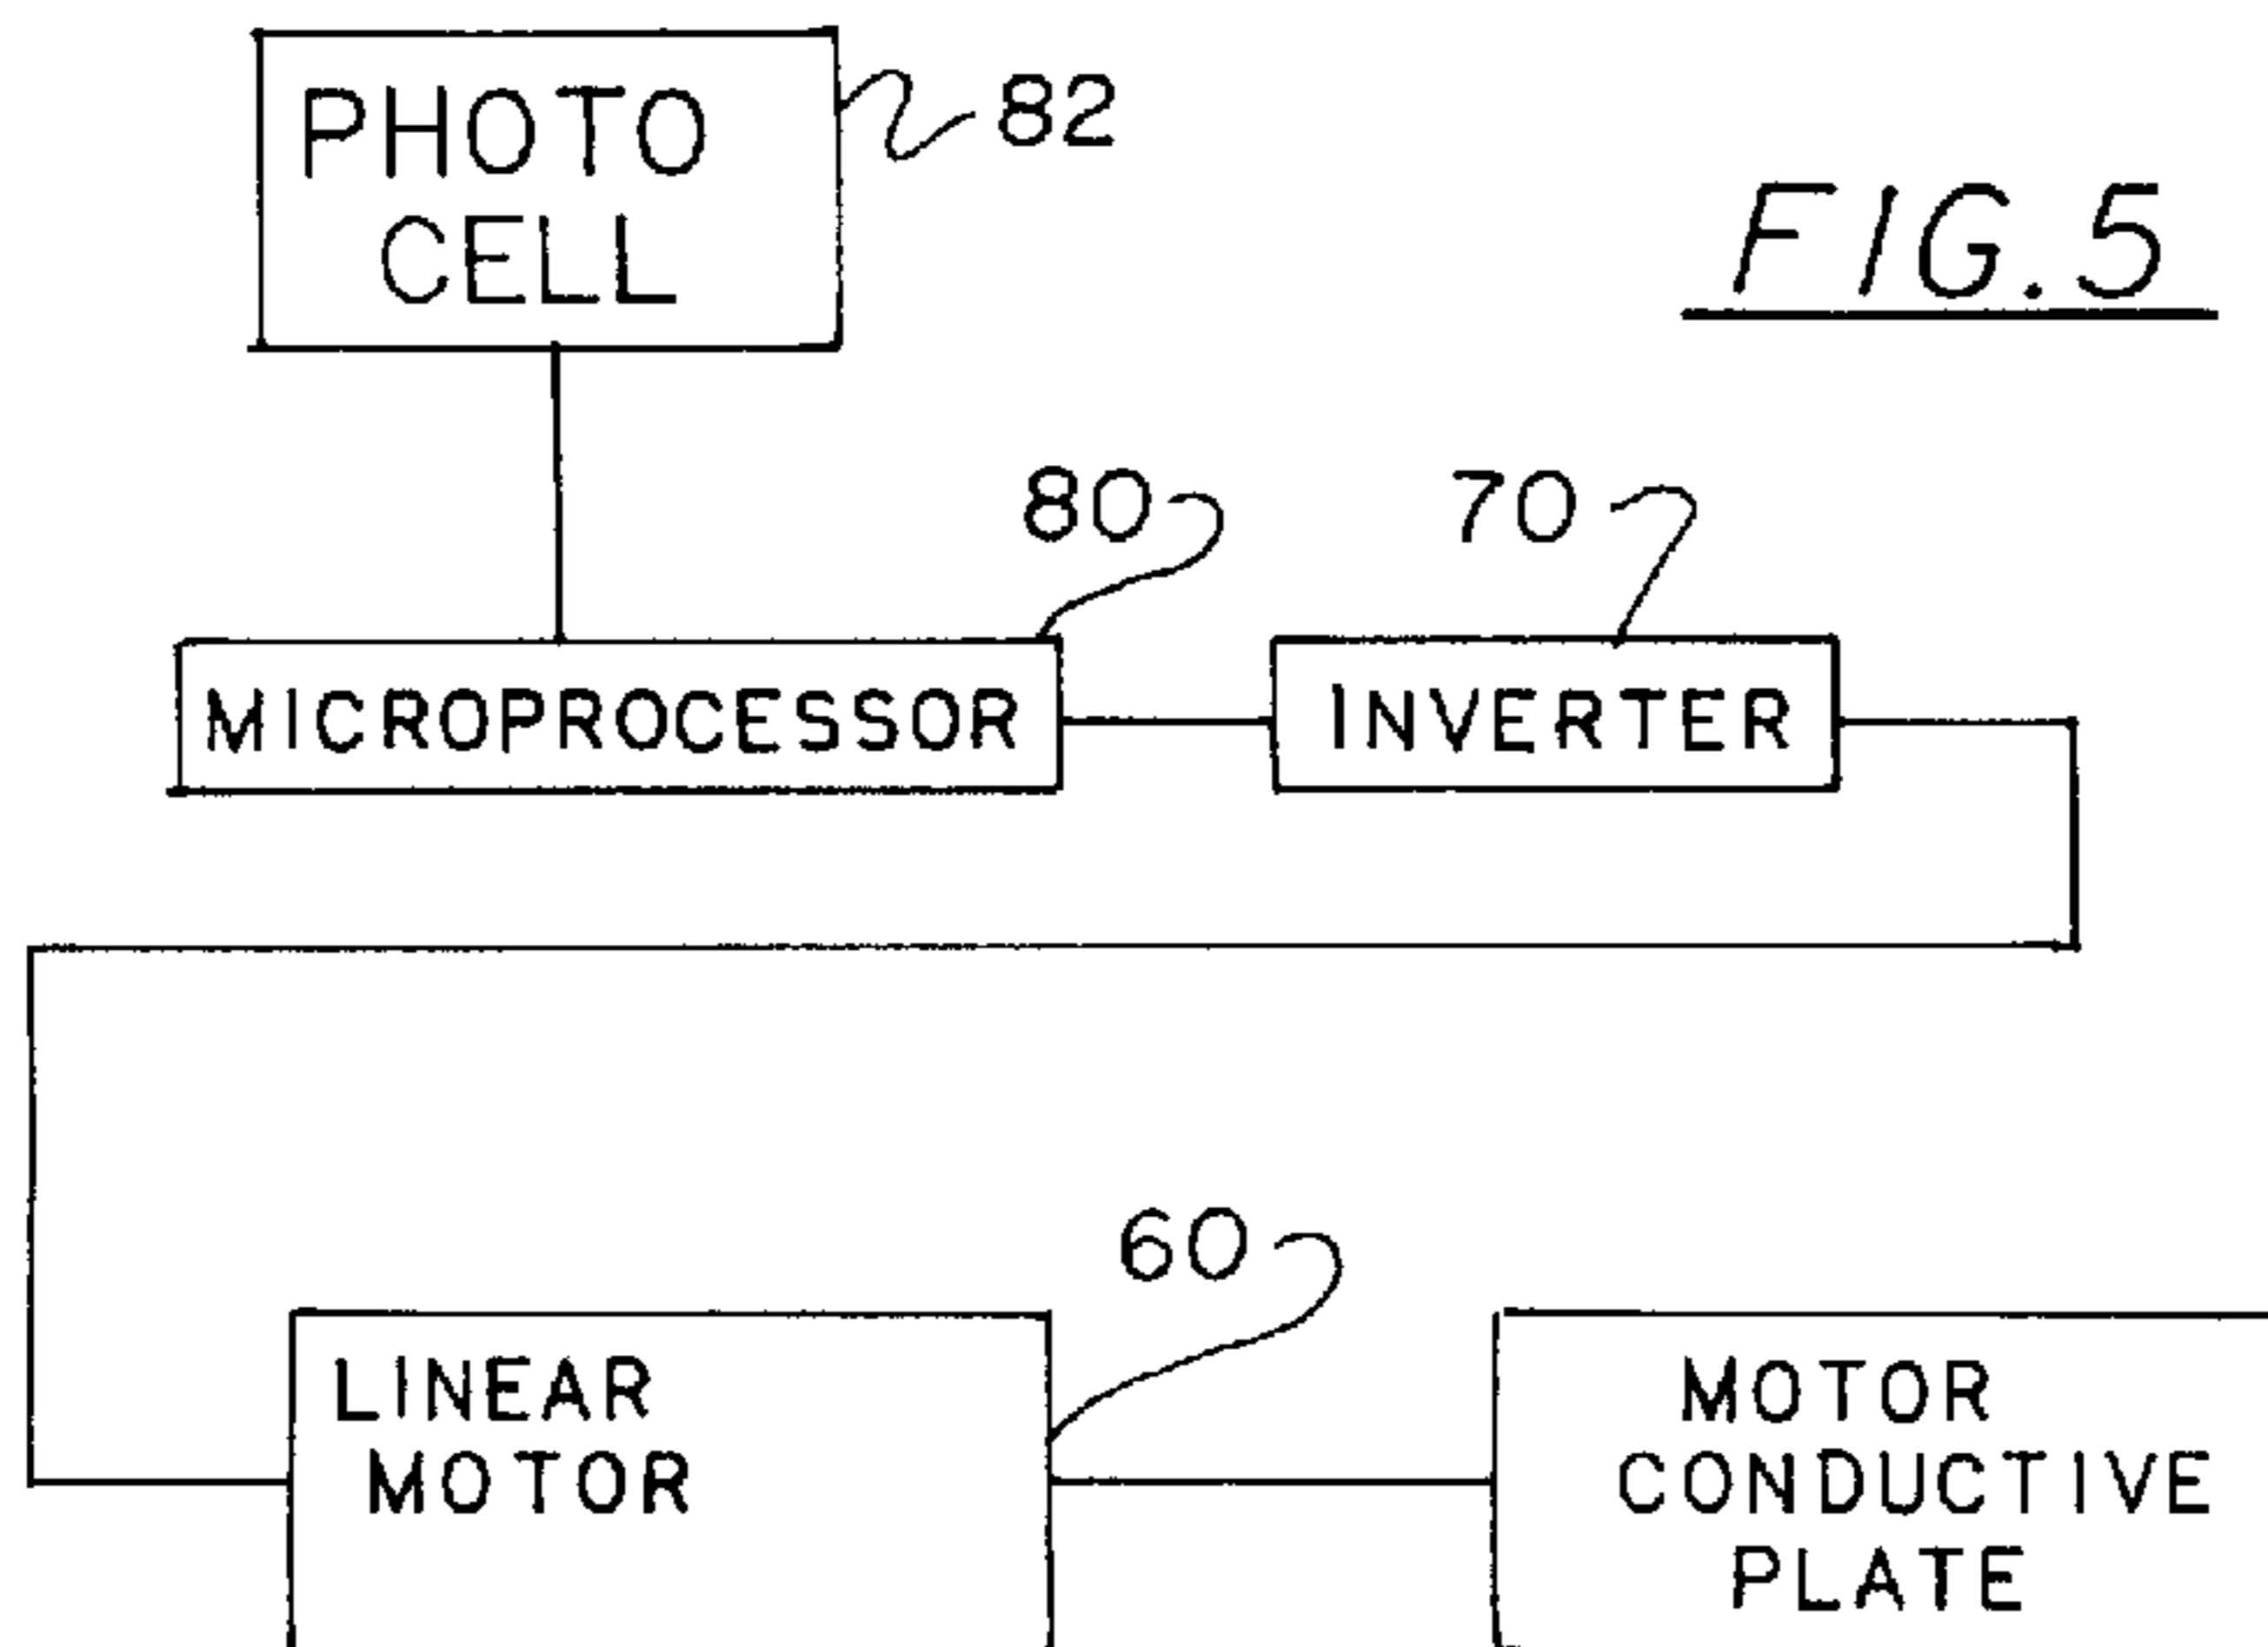 PHOTO
CELL
82
FIG.5
80
70
MICROPROCESSOR
INVERTER
60
LINEAR
MOTOR
MOTOR
CONDUCTIVE
PLATE